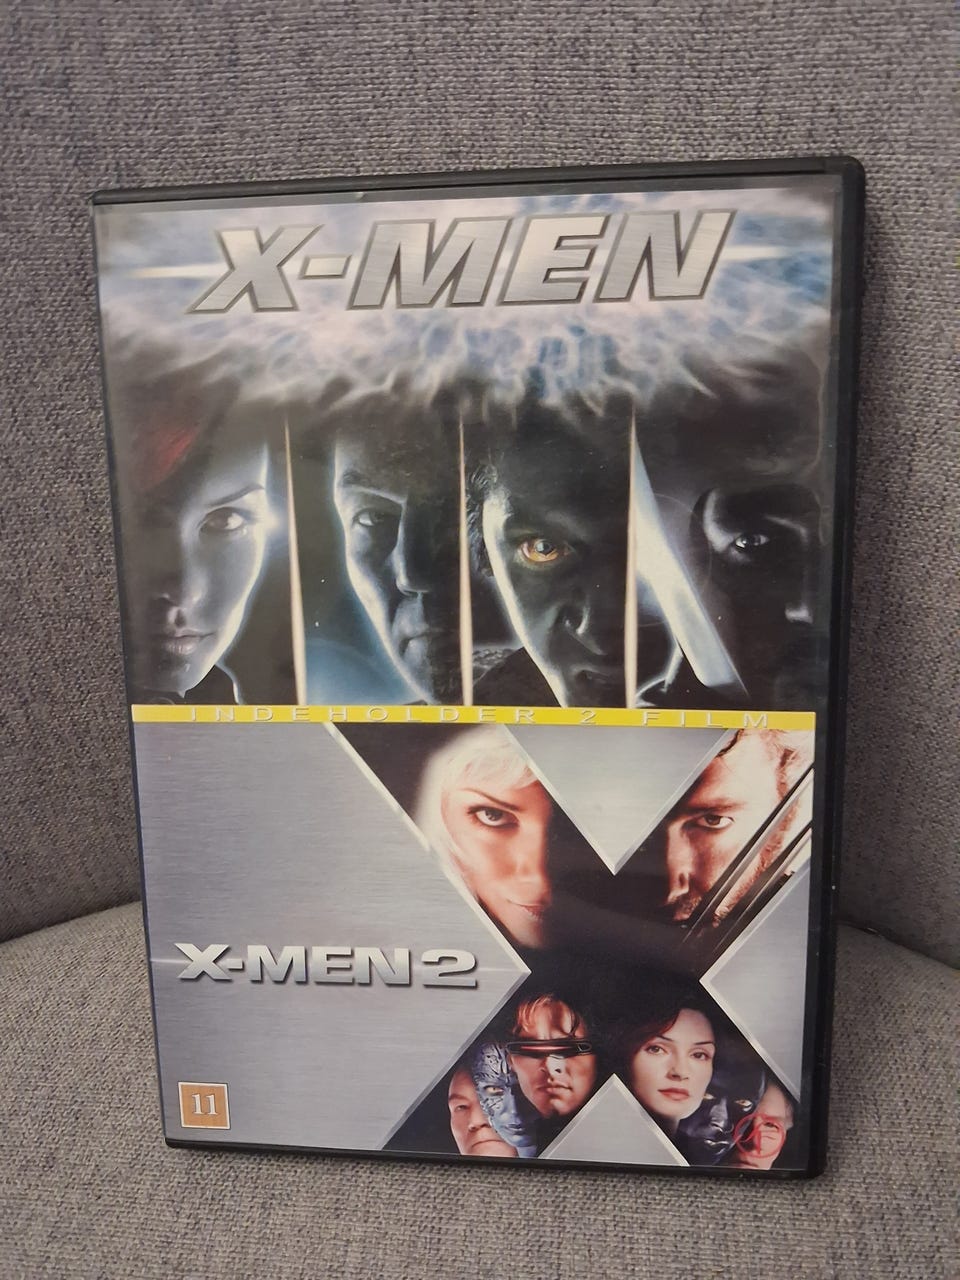 X-MEN
INDEHOLDER 2 FILM
X-MEN 2
11